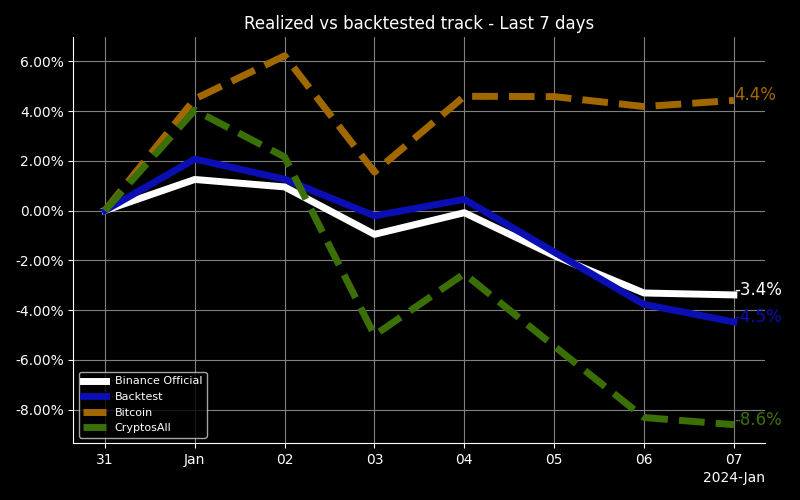 Realized vs backtested track - Last 7 days
6.00%
4.00%
2.00%
0.00%
-2.00%
-4.00%
-6.00%
-8.00%
4.4%
-3.4%
-4.5%
-8.6%
Binance Official
Backtest
Bitcoin
CryptosAll
31 Jan 02 03 04 05 06 07
2024-Jan